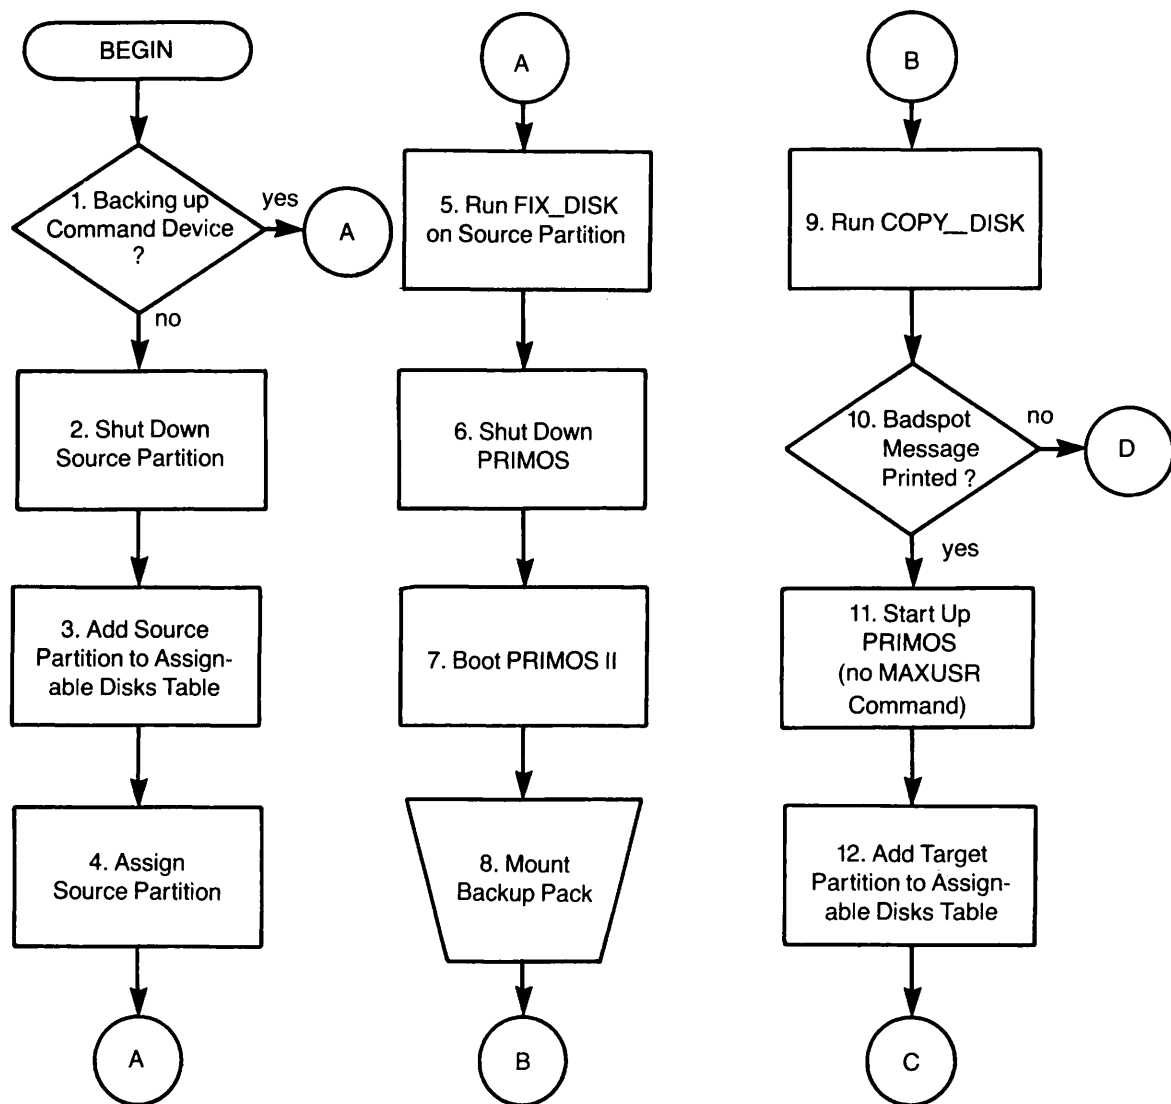 BEGIN
1. Backing up
Command Device
?
yes
A
no
2. Shut Down
Source Partition
3. Add Source
Partition to Assign-
able Disks Table
4. Assign
Source Partition
A
A
5. Run FIX_DISK
on Source Partition
6. Shut Down
PRIMOS
7. Boot PRIMOS II
8. Mount
Backup Pack
B
B
9. Run COPY__DISK
10. Badspot
Message
Printed ?
no
D
yes
11. Start Up
PRIMOS
(no MAXUSR
Command)
12. Add Target
Partition to Assign-
able Disks Table
C